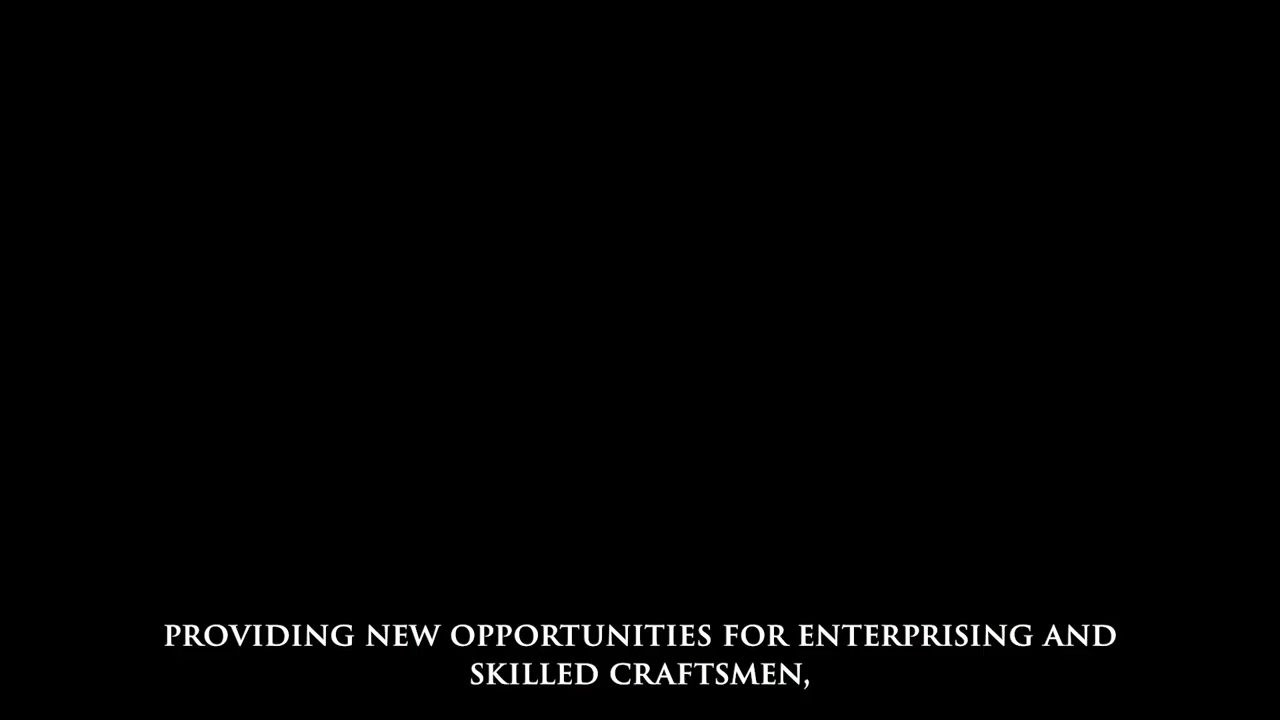 PROVIDING NEW OPPORTUNITIES FOR ENTERPRISING AND
SKILLED CRAFTSMEN,